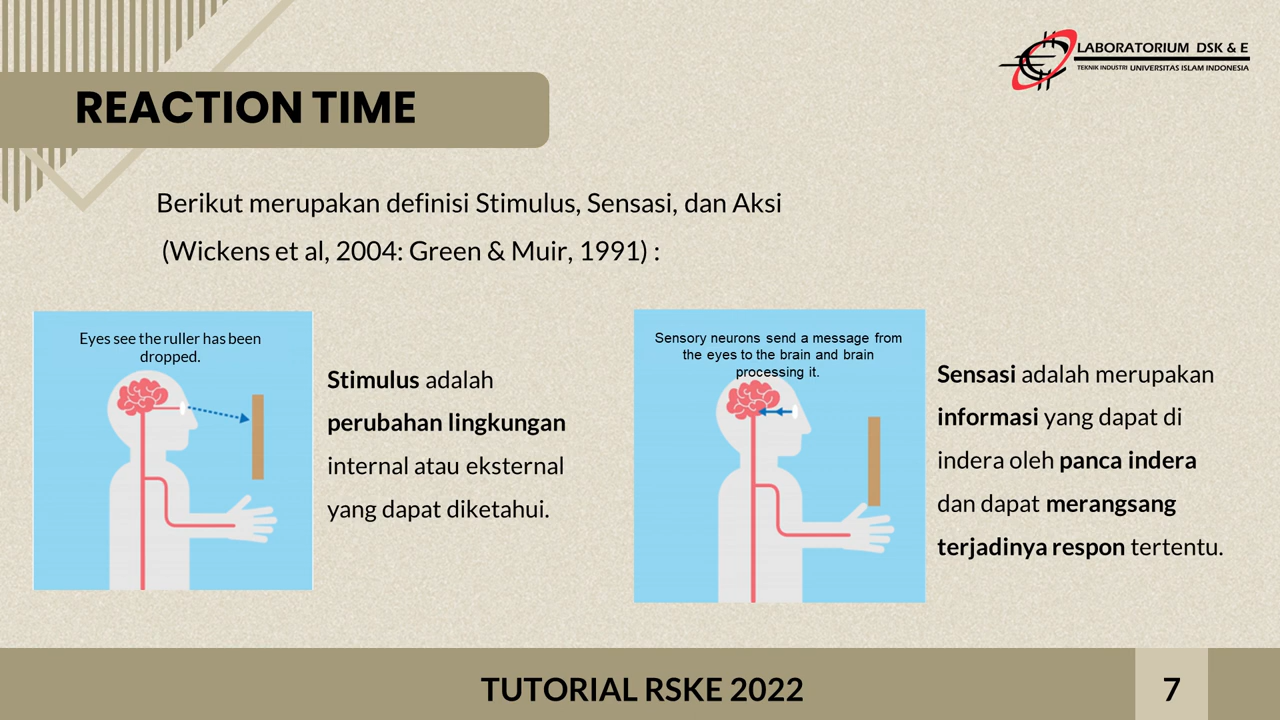 LABORATORIUM DSK & E
TEKNIK INDUSTRI UNIVERSITAS ISLAM INDONESIA
REACTION TIME
Berikut merupakan definisi Stimulus, Sensasi, dan Aksi
(Wickens et al, 2004: Green & Muir, 1991) :
Eyes see the ruller has been
dropped.
Stimulus adalah
perubahan lingkungan
internal atau eksternal
yang dapat diketahui.
Sensory neurons send a message from
the eyes to the brain and brain
processing it.
Sensasi adalah merupakan
informasi yang dapat di
indera oleh panca indera
dan dapat merangsang
terjadinya respon tertentu.
TUTORIAL RSKE 2022
7